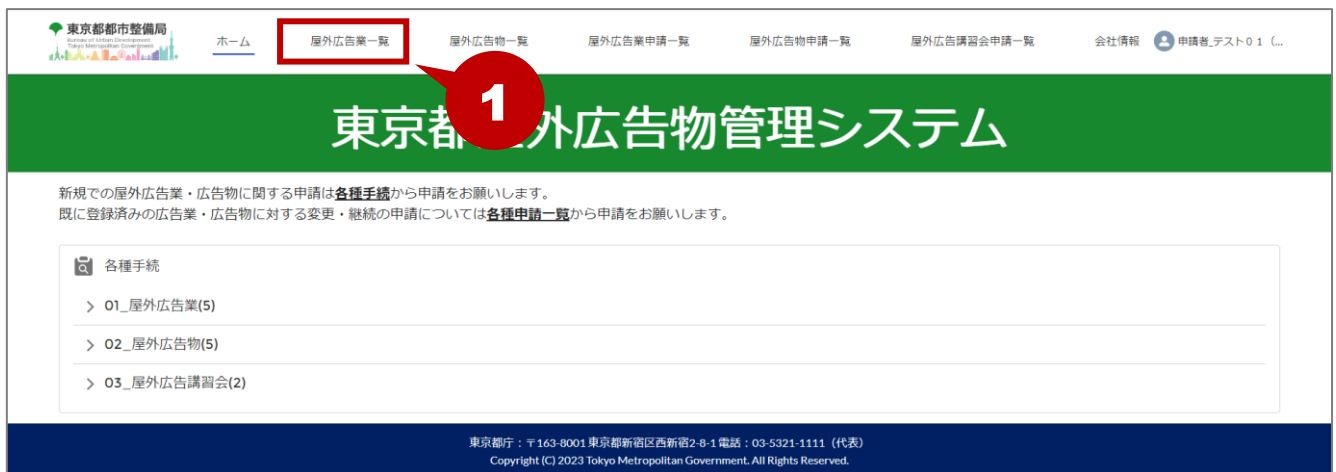 東京都都市整備局
Bureau of Urban Development
Tokyo Metropolitan Government
ホーム
屋外広告業一覧
屋外広告物一覧
屋外広告業申請一覧
屋外広告物申請一覧
屋外広告講習会申請一覧
会社情報
申請者_テスト０１（...
1
東京都 外広告物管理システム
新規での屋外広告業・広告物に関する申請は各種手続から申請をお願いします。
既に登録済みの広告業・広告物に対する変更・継続の申請については各種申請一覧から申請をお願いします。
各種手続
01_屋外広告業(5)
02_屋外広告物(5)
03_屋外広告講習会(2)
東京都庁：〒163-8001 東京都新宿区西新宿2-8-1 電話：03-5321-1111（代表）
Copyright (C) 2023 Tokyo Metropolitan Government. All Rights Reserved.